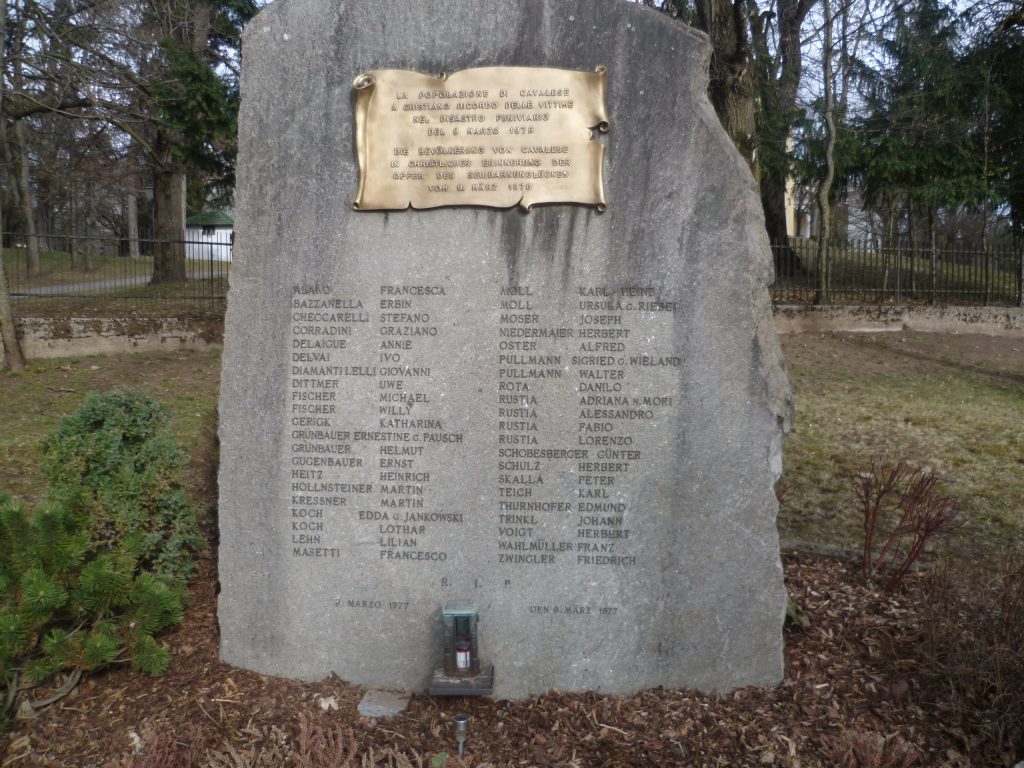 LA POPOLAZIONE DI CAVALESE
A CRISTIANO RICORDO DELLE VITTIME
NEL DISASTRO FUNIVIARIO
DEL 9 MARZO 1976
DIE BEVÖLKERUNG VON CAVALESE
IN CHRISTLICHER ERINNERUNG DER
OPFER DES SEILBAHNUNGLÜCKES
VOM 9. MÄRZ 1976
FRANCESCA
BAZZANELLA ERBIN
CHECCARELLI STEFANO
CORRADINI GRAZIANO
DELAIGUE ANNIE
DELVAI IVO
DIAMANTILELLI GIOVANNI
DITTMER UWE
FISCHER MICHAEL
FISCHER WILLY
GERIGK KATHARINA
GRÜNBAUER ERNESTINE G. PAUSCH
GRÜNBAUER HELMUT
GUGENBAUER ERNST
HEITZ HEINRICH
HÖLLNSTEINER MARTIN
KRESSNER MARTIN
KOCH EDDA G. JANKOWSKI
KOCH LOTHAR
LEHN LILIAN
MASETTI FRANCESCO
MOLL KARL HEINZ
MOLL URSULA G. RIEBET
MOSER JOSEPH
NIEDERMAIER HERBERT
OSTER ALFRED
PULLMANN SIGRIED G. WIELAND
PULLMANN WALTER
ROTA DANILO
RUSTIA ADRIANA N. MORI
RUSTIA ALESSANDRO
RUSTIA FABIO
RUSTIA LORENZO
SCHOBESBERGER GÜNTER
SCHULZ HERBERT
SKALLA PETER
TEICH KARL
THURNHOFER EDMUND
TRINKL JOHANN
VOIGT HERBERT
WAHLMÜLLER FRANZ
ZWINGLER FRIEDRICH
R. I. P.
9. MARZO 1977
DEN 9. MÄRZ 1977